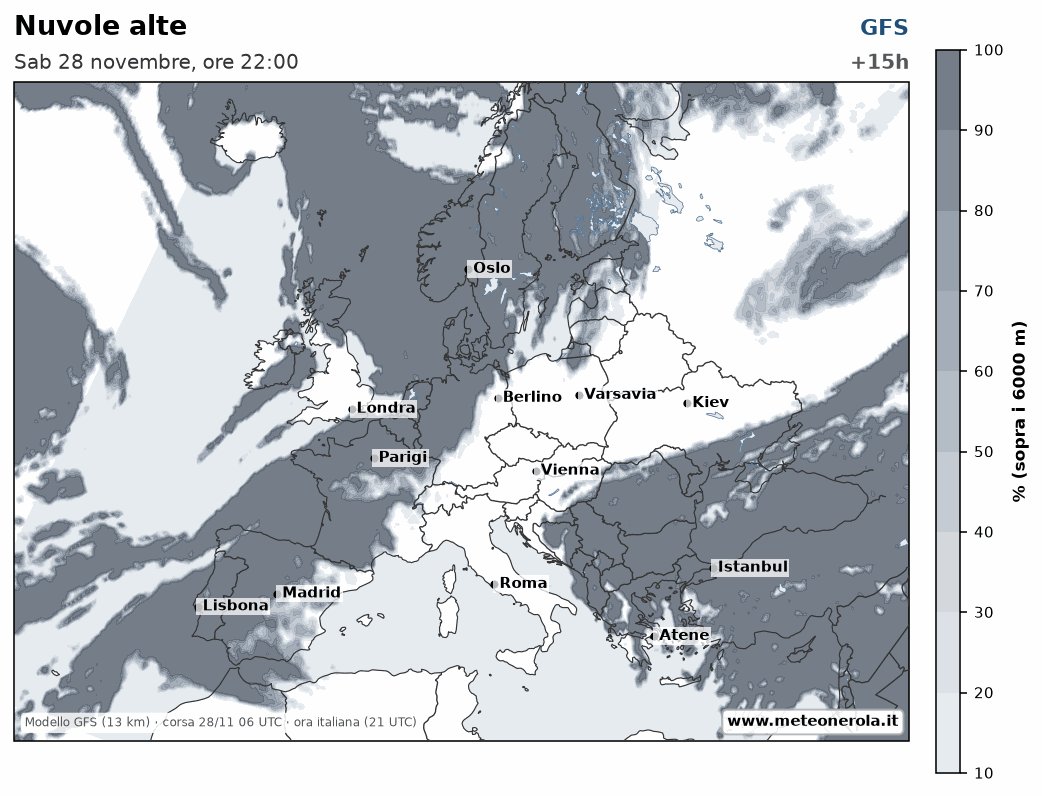 Nuvole alte
GFS
Sab 28 novembre, ore 22:00
+15h
100
90
80
70
60
50
40
30
20
10
% (sopra i 6000 m)
Oslo
Berlino
Varsavia
Kiev
Londra
Parigi
Vienna
Istanbul
Roma
Madrid
Lisbona
Atene
Modello GFS (13 km) · corsa 28/11 06 UTC · ora italiana (21 UTC)
www.meteonerola.it